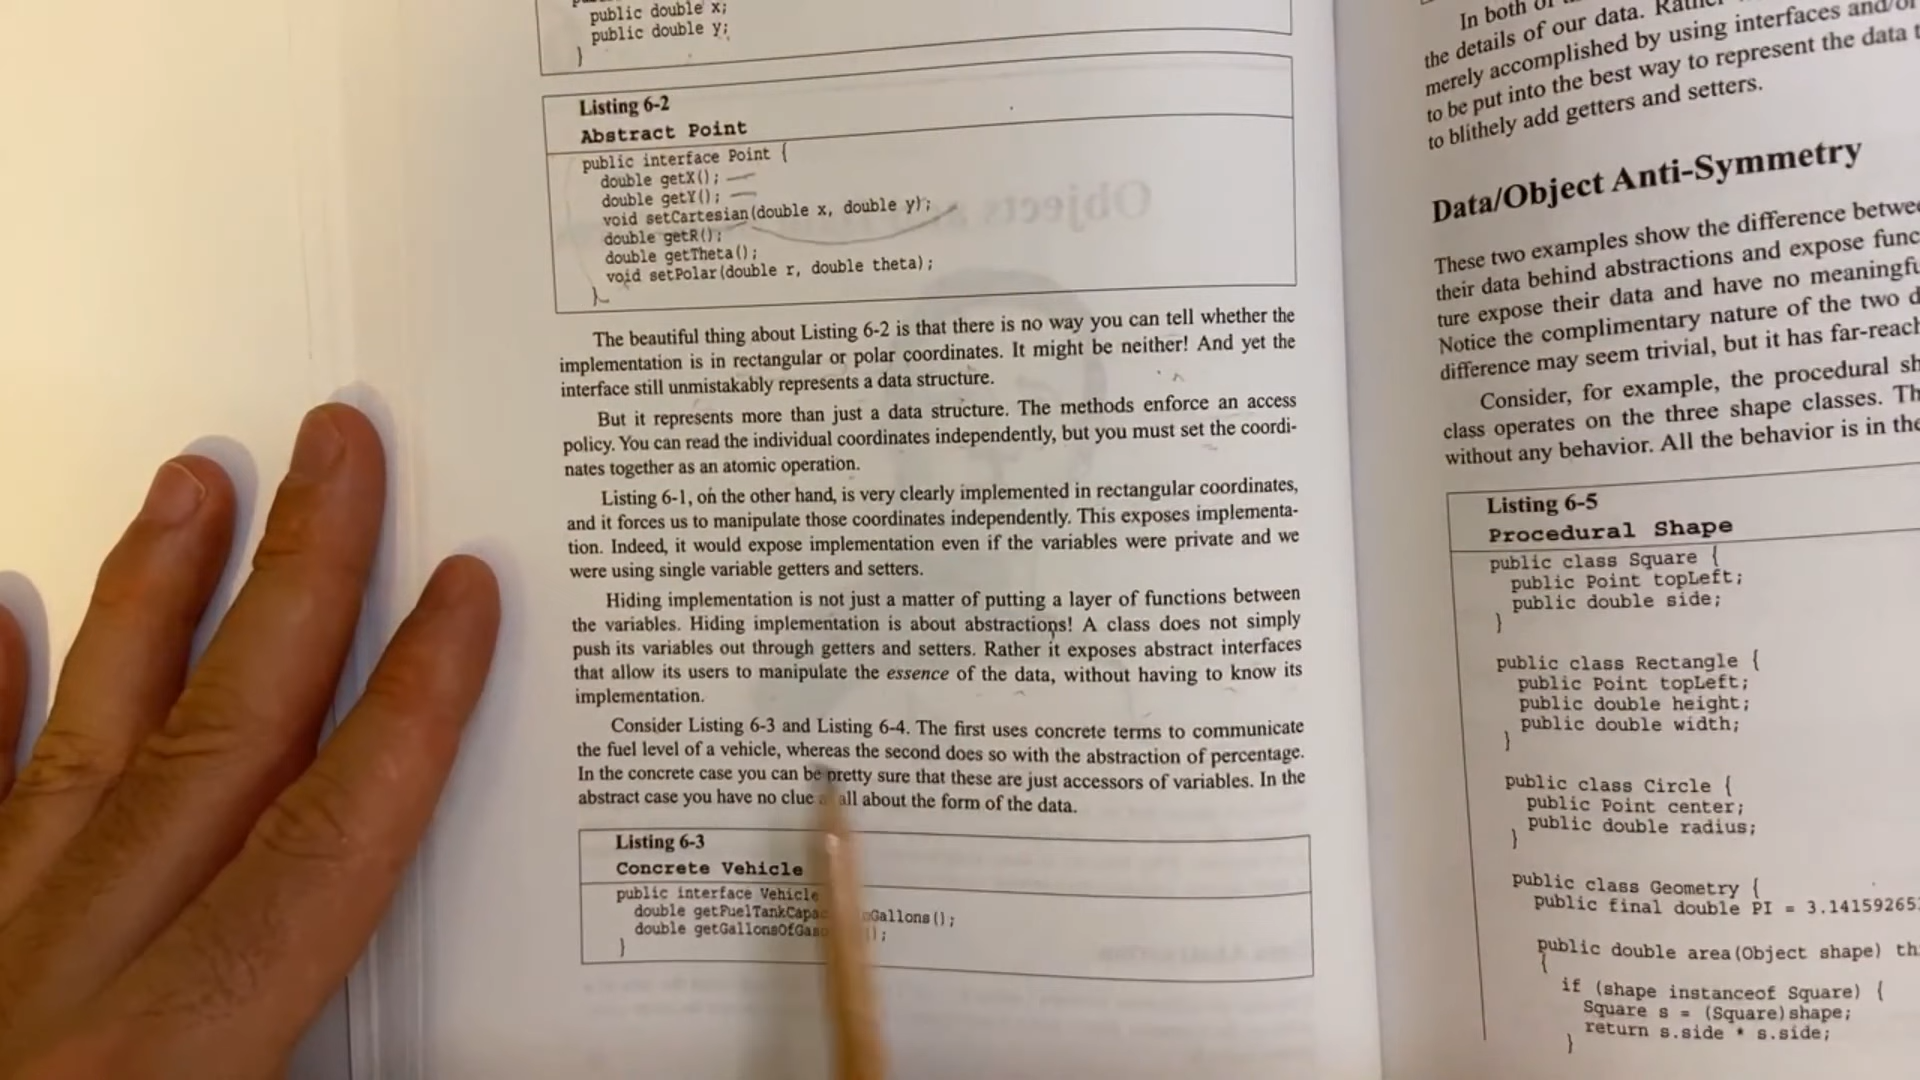 public double x;
public double y;
}
Listing 6-2
Abstract Point
public interface Point {
double getX();
double getY();
void setCartesian(double x, double y);
double getR();
double getTheta();
void setPolar(double r, double theta);
}
The beautiful thing about Listing 6-2 is that there is no way you can tell whether the
implementation is in rectangular or polar coordinates. It might be neither! And yet the
interface still unmistakably represents a data structure.
But it represents more than just a data structure. The methods enforce an access
policy. You can read the individual coordinates independently, but you must set the coordi-
nates together as an atomic operation.
Listing 6-1, on the other hand, is very clearly implemented in rectangular coordinates,
and it forces us to manipulate those coordinates independently. This exposes implementa-
tion. Indeed, it would expose implementation even if the variables were private and we
were using single variable getters and setters.
Hiding implementation is not just a matter of putting a layer of functions between
the variables. Hiding implementation is about abstractions! A class does not simply
push its variables out through getters and setters. Rather it exposes abstract interfaces
that allow its users to manipulate the essence of the data, without having to know its
implementation.
Consider Listing 6-3 and Listing 6-4. The first uses concrete terms to communicate
the fuel level of a vehicle, whereas the second does so with the abstraction of percentage.
In the concrete case you can be pretty sure that these are just accessors of variables. In the
abstract case you have no clue all about the form of the data.
Listing 6-3
Concrete Vehicle
public interface Vehicle
double getFuelTankCapa Gallons();
double getGallonsOfGas ();
}
In both of
the details of our data. Rather
merely accomplished by using interfaces and/or
to be put into the best way to represent the data
to blithely add getters and setters.
Data/Object Anti-Symmetry
These two examples show the difference betwee
their data behind abstractions and expose func
ture expose their data and have no meaningfu
Notice the complimentary nature of the two d
difference may seem trivial, but it has far-reach
Consider, for example, the procedural sh
class operates on the three shape classes. Th
without any behavior. All the behavior is in the
Listing 6-5
Procedural Shape
public class Square {
public Point topLeft;
public double side;
}
public class Rectangle {
public Point topLeft;
public double height;
public double width;
}
public class Circle {
public Point center;
public double radius;
}
public class Geometry {
public final double PI = 3.141592653
public double area(Object shape) th
{
if (shape instanceof Square) {
Square s = (Square)shape;
return s.side * s.side;
}